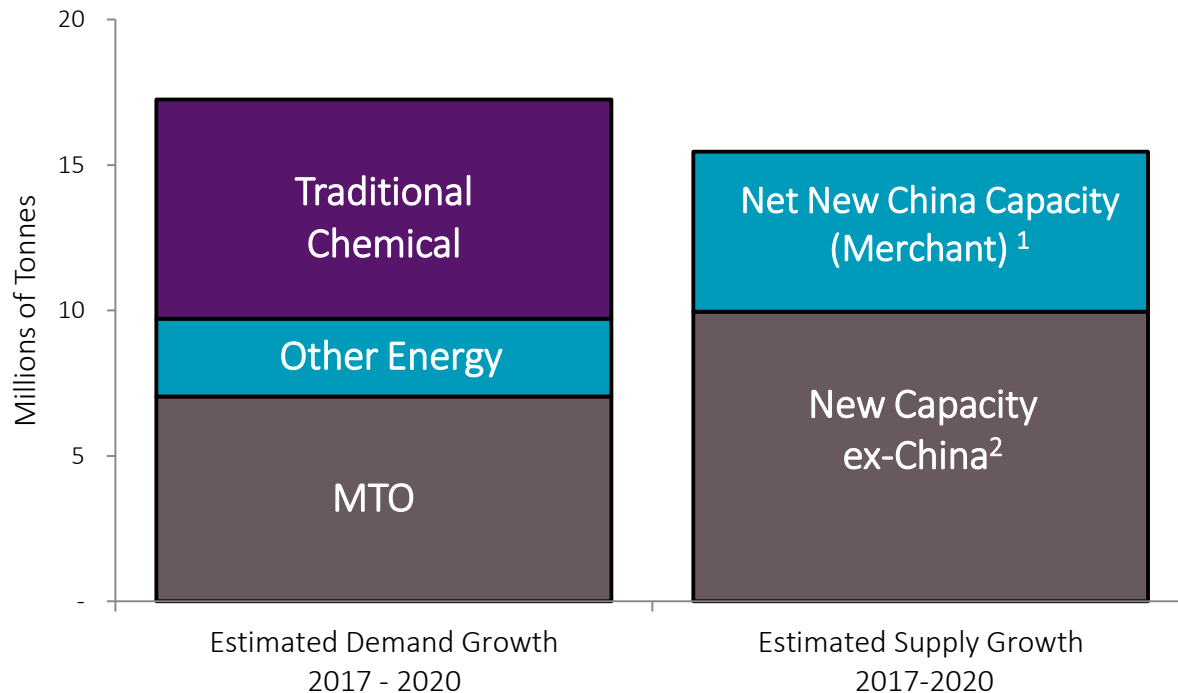 20
15
10
5
-
Millions of Tonnes
Traditional
Chemical
Other Energy
MTO
Net New China Capacity
(Merchant) 1
New Capacity
ex-China2
Estimated Demand Growth
2017 - 2020
Estimated Supply Growth
2017-2020